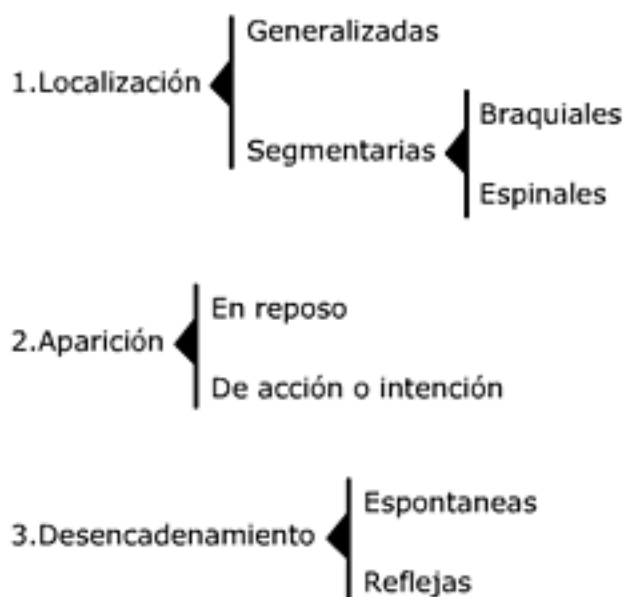 Generalizadas
1.Localización
Segmentarias
Braquiales
Espinales
En reposo
2.Aparición
De acción o intención
Espontaneas
3.Desencadenamiento
Reflejas